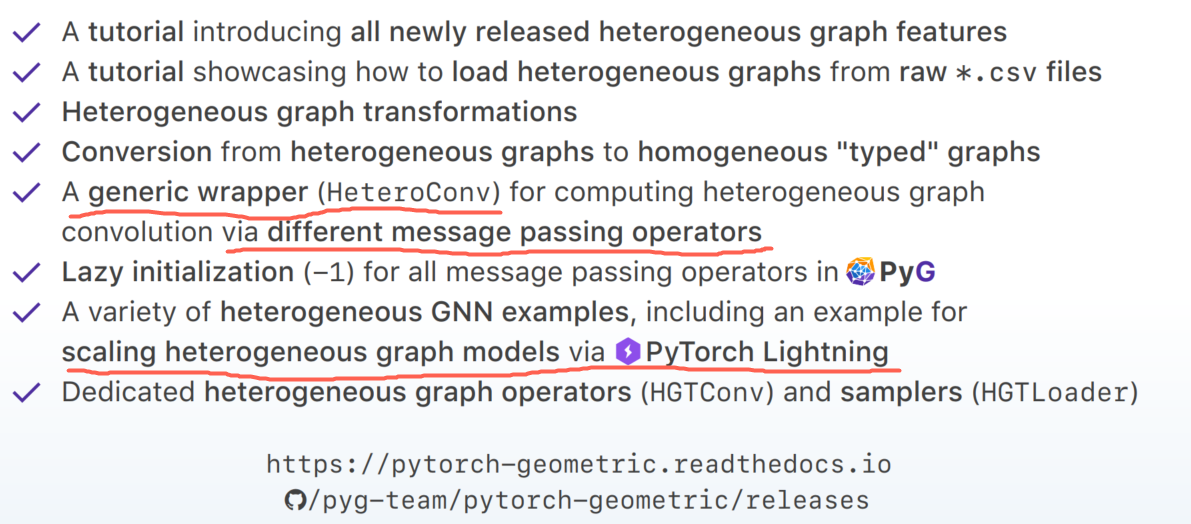 A tutorial introducing all newly released heterogeneous graph features
A tutorial showcasing how to load heterogeneous graphs from raw *.csv files
Heterogeneous graph transformations
Conversion from heterogeneous graphs to homogeneous "typed" graphs
A generic wrapper (HeteroConv) for computing heterogeneous graph
convolution via different message passing operators
Lazy initialization (−1) for all message passing operators in PyG
A variety of heterogeneous GNN examples, including an example for
scaling heterogeneous graph models via PyTorch Lightning
Dedicated heterogeneous graph operators (HGTConv) and samplers (HGTLoader)
https://pytorch-geometric.readthedocs.io
/pyg-team/pytorch-geometric/releases